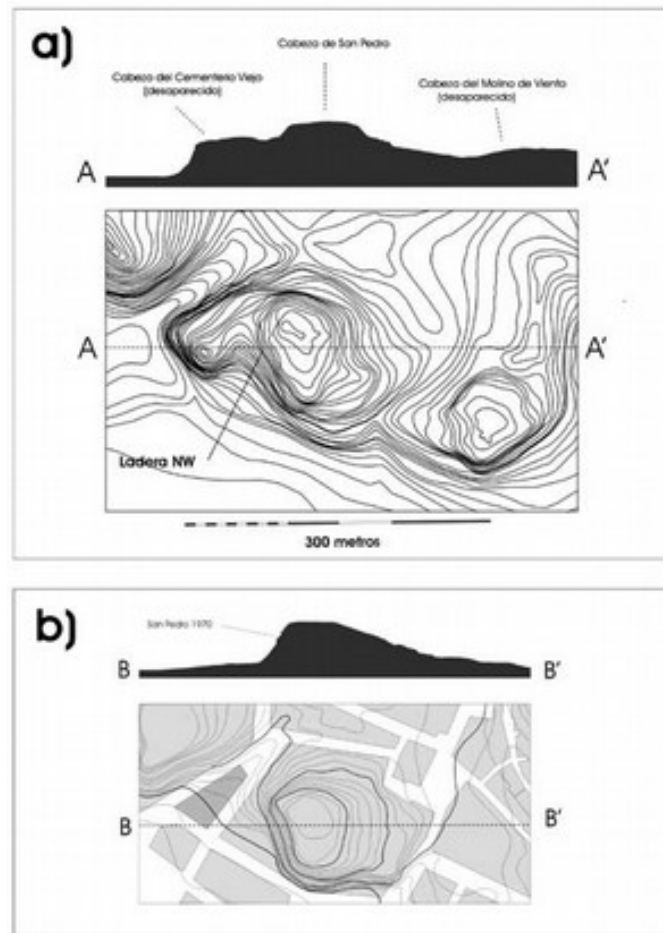 a)
Cabezo de San Pedro
Cabezo del Cementerio Viejo
(desaparecido)
Cabezo del Molino de Viento
(desaparecido)
A A'
A A'
Ladera NW
300 metros
b)
San Pedro 1970
B B'
B B'